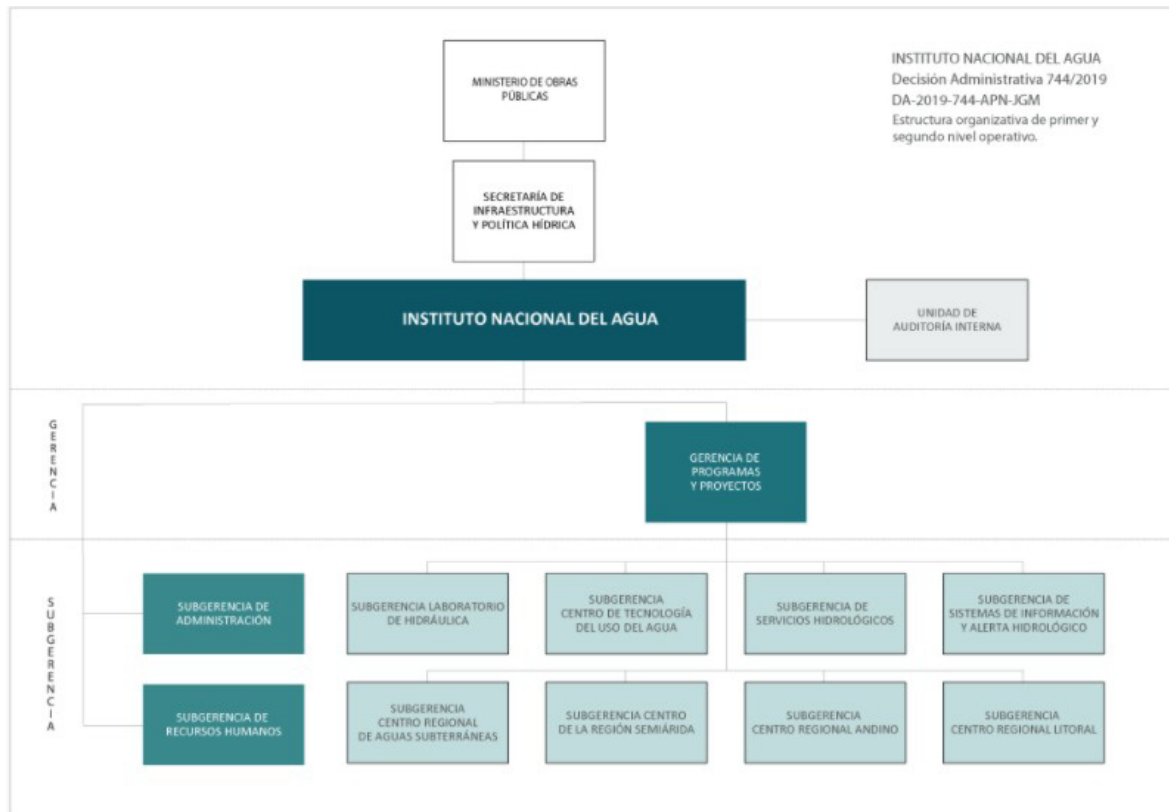 MINISTERIO DE OBRAS
PÚBLICAS
INSTITUTO NACIONAL DEL AGUA
Decisión Administrativa 744/2019
DA-2019-744-APN-JGM
Estructura organizativa de primer y
segundo nivel operativo.
SECRETARÍA DE
INFRAESTRUCTURA
Y POLÍTICA HÍDRICA
INSTITUTO NACIONAL DEL AGUA
UNIDAD DE
AUDITORÍA INTERNA
GERENCIA
GERENCIA DE
PROGRAMAS
Y PROYECTOS
SUBGERENCIA
SUBGERENCIA DE
ADMINISTRACIÓN
SUBGERENCIA LABORATORIO
DE HIDRÁULICA
SUBGERENCIA
CENTRO DE TECNOLOGÍA
DEL USO DEL AGUA
SUBGERENCIA DE
SERVICIOS HIDROLÓGICOS
SUBGERENCIA DE
SISTEMAS DE INFORMACIÓN
Y ALERTA HIDROLÓGICO
SUBGERENCIA DE
RECURSOS HUMANOS
SUBGERENCIA
CENTRO REGIONAL
DE AGUAS SUBTERRÁNEAS
SUBGERENCIA CENTRO
DE LA REGIÓN SEMIÁRIDA
SUBGERENCIA
CENTRO REGIONAL ANDINO
SUBGERENCIA
CENTRO REGIONAL LITORAL